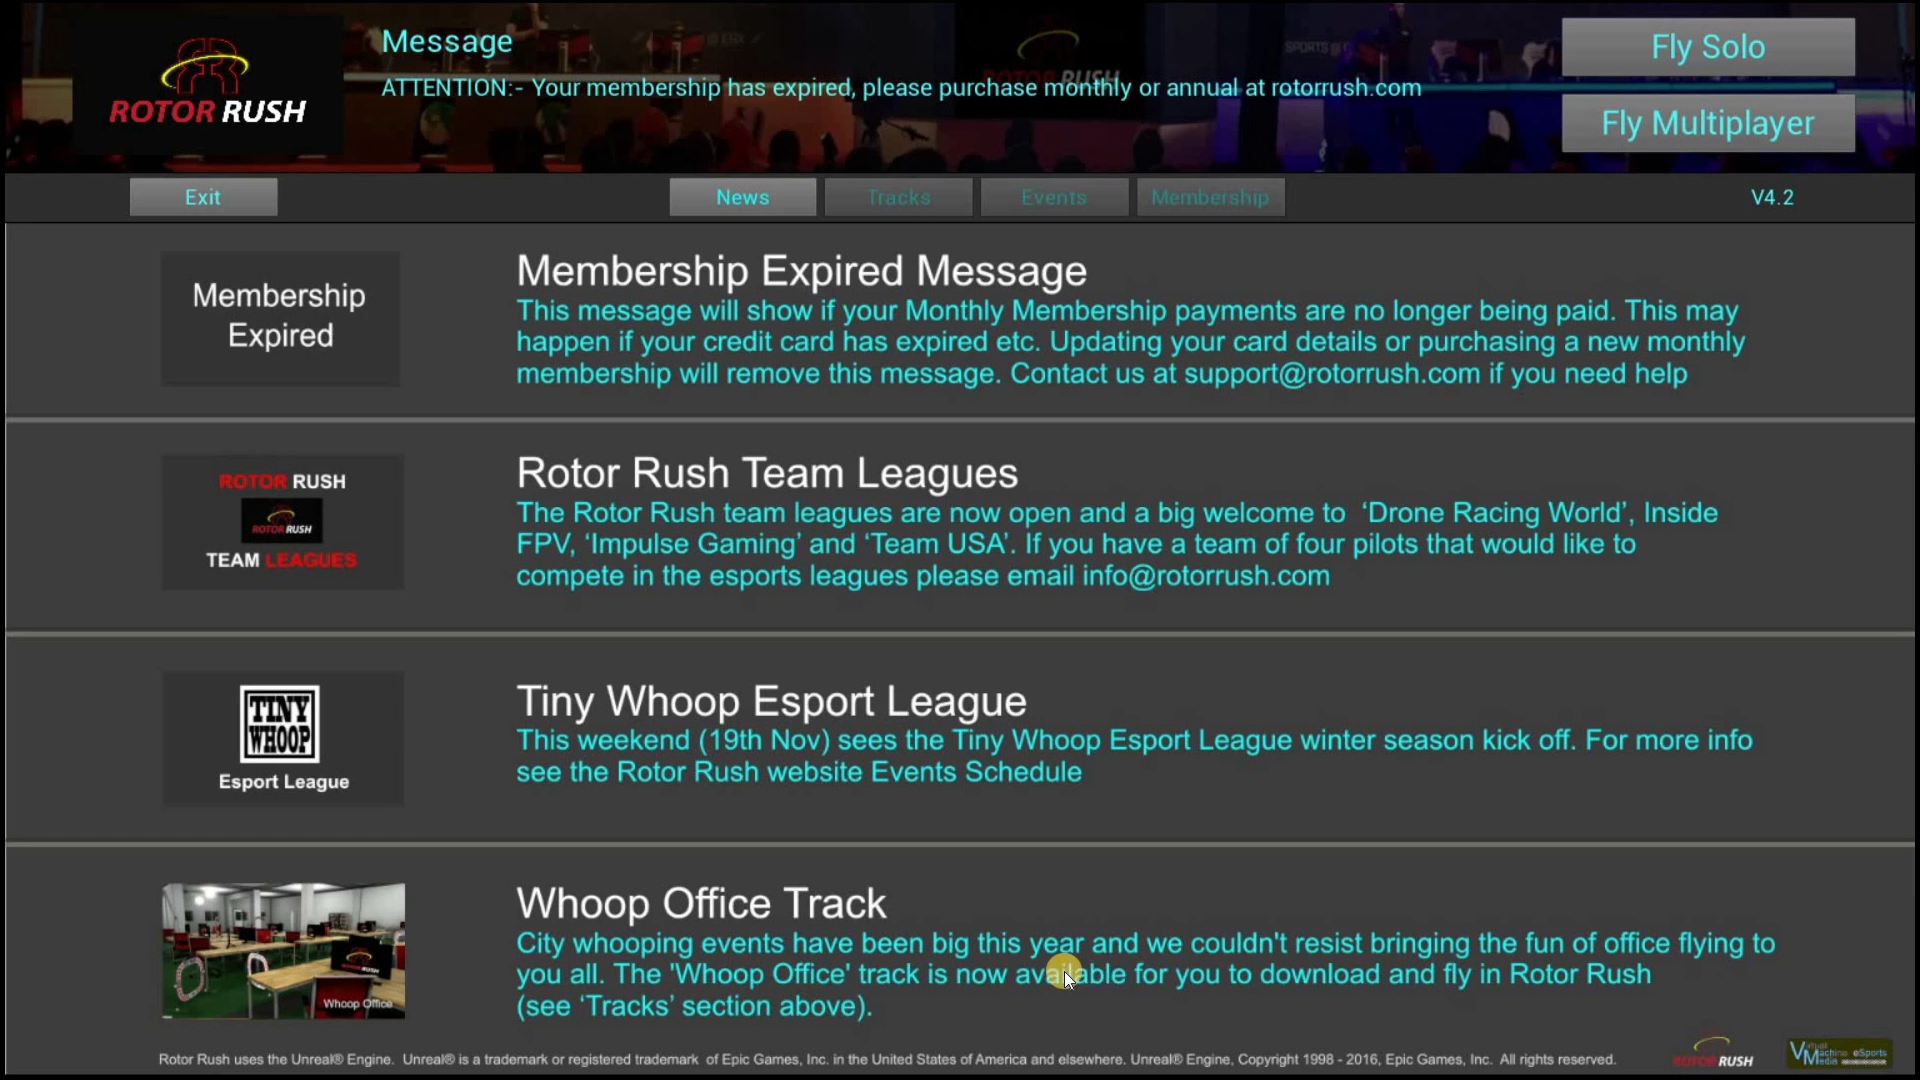 ROTOR RUSH
Message
ATTENTION:- Your membership has expired, please purchase monthly or annual at rotorrush.com
Fly Solo
Fly Multiplayer
Exit
News
Tracks
Events
Membership
V4.2
Membership
Expired
Membership Expired Message
This message will show if your Monthly Membership payments are no longer being paid. This may
happen if your credit card has expired etc. Updating your card details or purchasing a new monthly
membership will remove this message. Contact us at support@rotorrush.com if you need help
ROTOR RUSH
ROTOR RUSH
TEAM LEAGUES
Rotor Rush Team Leagues
The Rotor Rush team leagues are now open and a big welcome to ‘Drone Racing World’, Inside
FPV, ‘Impulse Gaming’ and ‘Team USA’. If you have a team of four pilots that would like to
compete in the esports leagues please email info@rotorrush.com
TINY
WHOOP
Esport League
Tiny Whoop Esport League
This weekend (19th Nov) sees the Tiny Whoop Esport League winter season kick off. For more info
see the Rotor Rush website Events Schedule
Whoop Office
Whoop Office Track
City whooping events have been big this year and we couldn't resist bringing the fun of office flying to
you all. The 'Whoop Office' track is now available for you to download and fly in Rotor Rush
(see ‘Tracks’ section above).
Rotor Rush uses the Unreal® Engine. Unreal® is a trademark or registered trademark of Epic Games, Inc. in the United States of America and elsewhere. Unreal® Engine, Copyright 1998 - 2016, Epic Games, Inc. All rights reserved.
ROTOR RUSH
Virtual
Machine eSports
Media